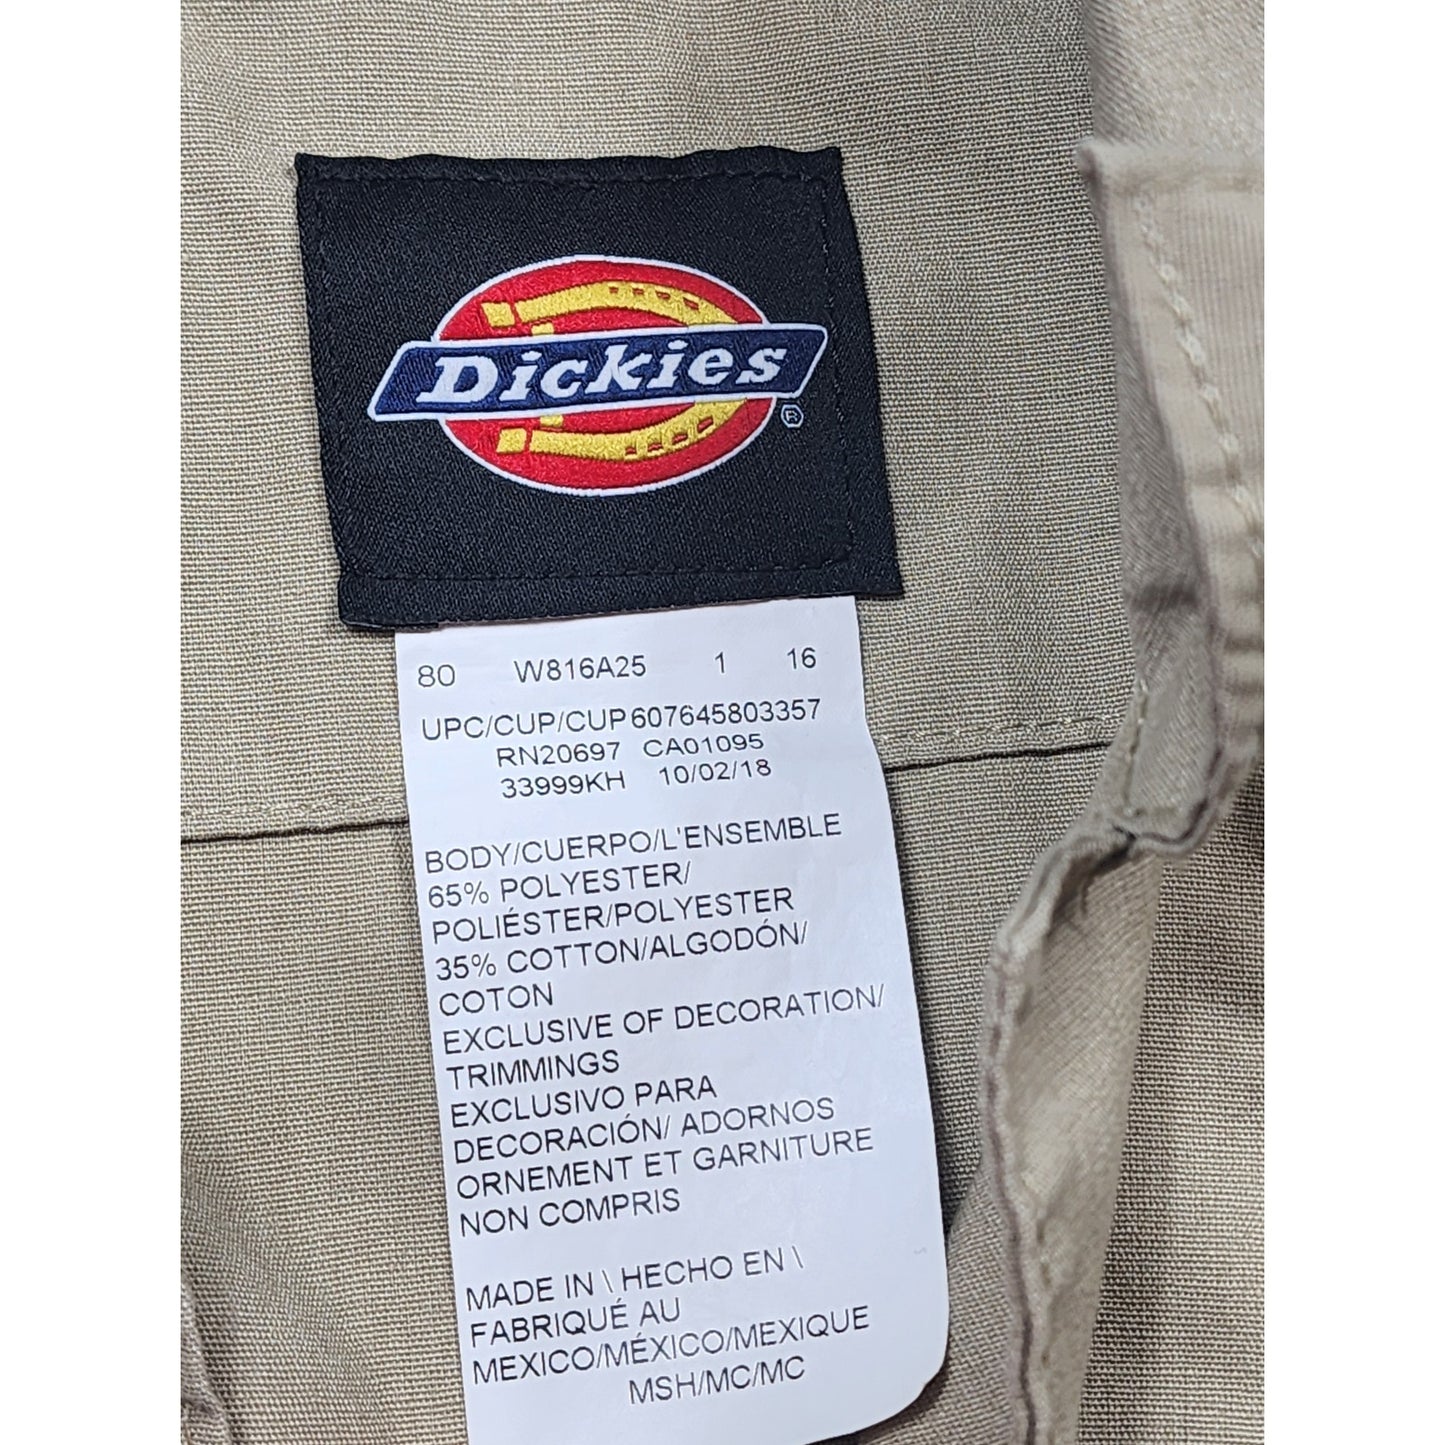 Dickies
®
80 W816A25 1 16
UPC/CUP/CUP607645803357
RN20697 CA01095
33999KH 10/02/18
BODY/CUERPO/L'ENSEMBLE
65% POLYESTER/
POLIÉSTER/POLYESTER
35% COTTON/ALGODÓN/
COTON
EXCLUSIVE OF DECORATION/
TRIMMINGS
EXCLUSIVO PARA
DECORACIÓN/ ADORNOS
ORNEMENT ET GARNITURE
NON COMPRIS
MADE IN \ HECHO EN \
FABRIQUÉ AU
MEXICO/MÉXICO/MEXIQUE
MSH/MC/MC